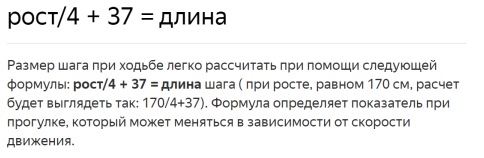 рост/4 + 37 = длина
Размер шага при ходьбе легко рассчитать при помощи следующей
формулы: рост/4 + 37 = длина шага ( при росте, равном 170 см, расчет
будет выглядеть так: 170/4+37). Формула определяет показатель при
прогулке, который может меняться в зависимости от скорости
движения.